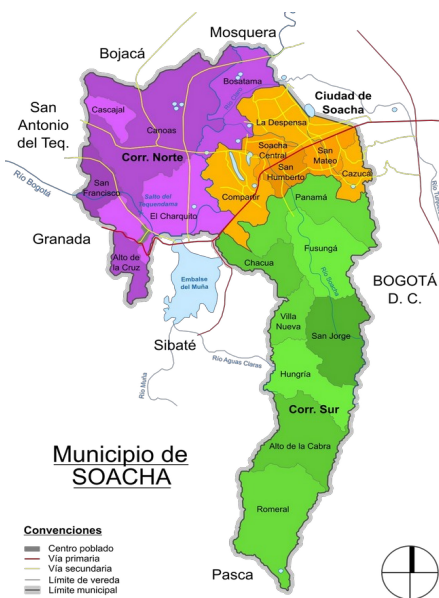 Mosquera
Bojacá
Bosatama
Ciudad de
Soacha
San
Antonio
del Teq.
Cascajal
Canoas
La Despensa
Corr. Norte
Soacha
Central
San
Mateo
San
Humberto
Cazucá
Río Bogotá
San
Francisco
Salto del
Tequendama
Compartir
Panamá
El Charquito
Granada
Fusungá
Alto de
la Cruz
Chacua
Embalse
del Muña
Río Soacha
BOGOTÁ
D. C.
Villa
Nueva
San Jorge
Sibaté
Río Aguas Claras
Río Muña
Hungría
Corr. Sur
Alto de la Cabra
Municipio de
SOACHA
Romeral
Pasca
Convenciones
Centro poblado
Vía primaria
Vía secundaria
Límite de vereda
Límite municipal